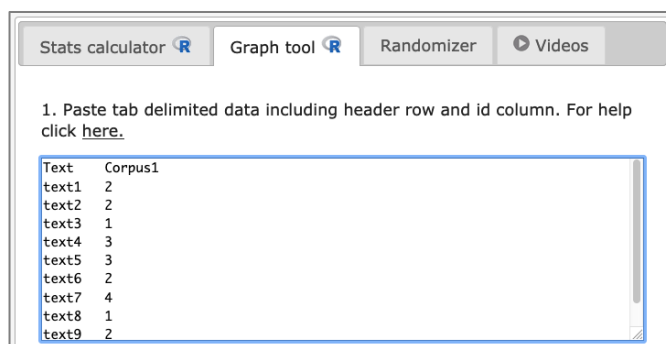 Stats calculator R Graph tool R Randomizer Videos
1. Paste tab delimited data including header row and id column. For help
click here.
Text Corpus1
text1 2
text2 2
text3 1
text4 3
text5 3
text6 2
text7 4
text8 1
text9 2